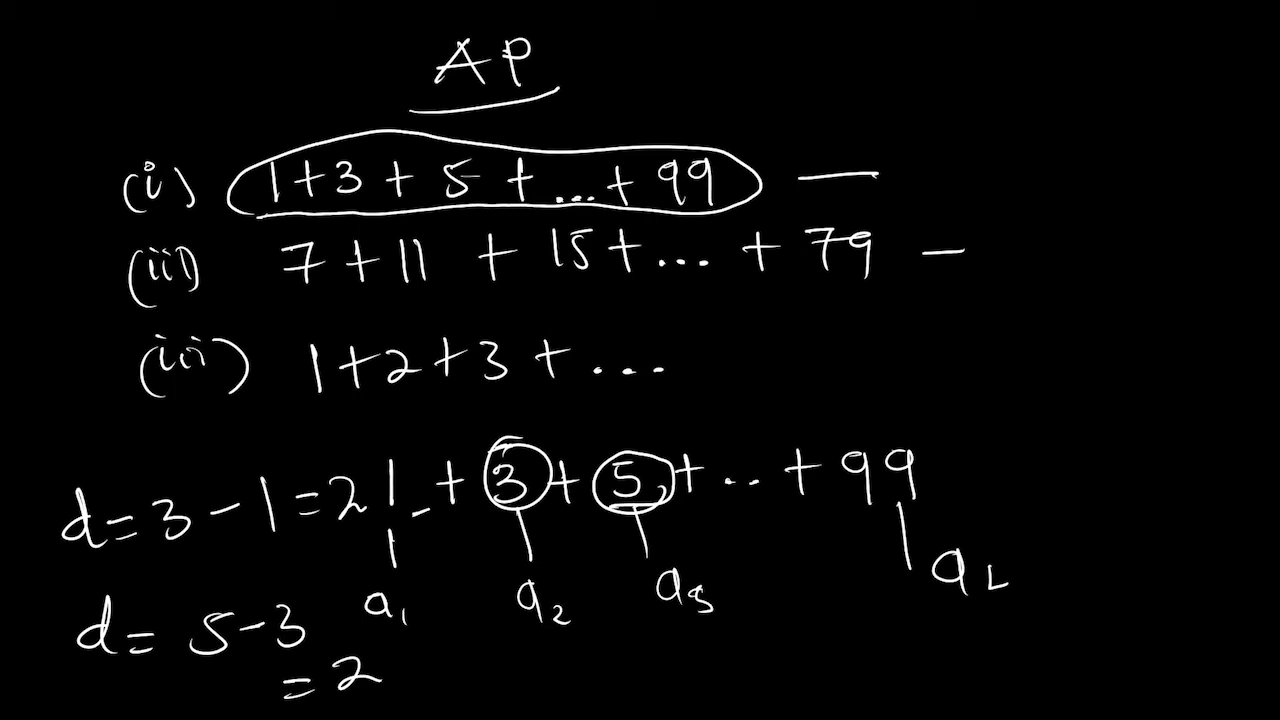 AP
(i) 1+3+5+...+99 —
(ii) 7+11+15+...+79 —
(iii) 1+2+3+...
d=3-1=2 1+3+5+..+99
a1 a2 a3 aL
d=5-3
=2